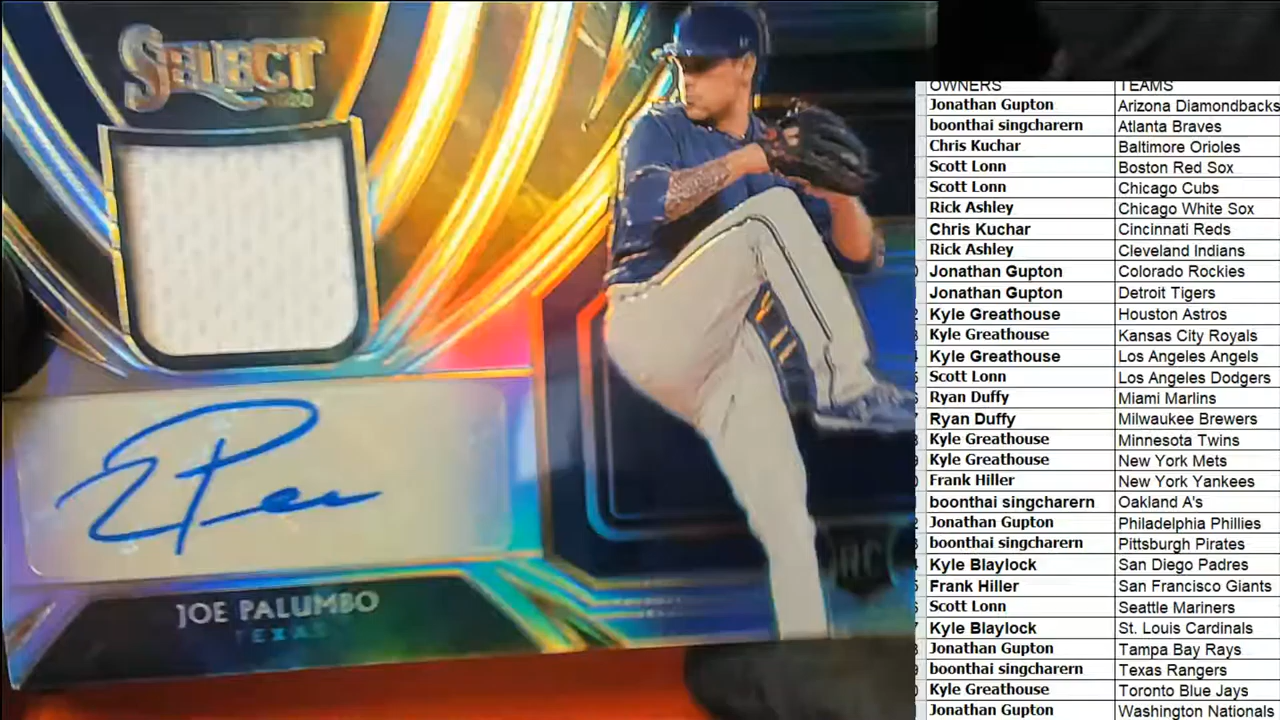 SELECT
JOE PALUMBO
TEXAS
RC
OWNERS TEAMS
Jonathan Gupton Arizona Diamondbacks
boonthai singcharern Atlanta Braves
Chris Kuchar Baltimore Orioles
Scott Lonn Boston Red Sox
Scott Lonn Chicago Cubs
Rick Ashley Chicago White Sox
Chris Kuchar Cincinnati Reds
Rick Ashley Cleveland Indians
Jonathan Gupton Colorado Rockies
Jonathan Gupton Detroit Tigers
Kyle Greathouse Houston Astros
Kyle Greathouse Kansas City Royals
Kyle Greathouse Los Angeles Angels
Scott Lonn Los Angeles Dodgers
Ryan Duffy Miami Marlins
Ryan Duffy Milwaukee Brewers
Kyle Greathouse Minnesota Twins
Kyle Greathouse New York Mets
Frank Hiller New York Yankees
boonthai singcharern Oakland A's
Jonathan Gupton Philadelphia Phillies
boonthai singcharern Pittsburgh Pirates
Kyle Blaylock San Diego Padres
Frank Hiller San Francisco Giants
Scott Lonn Seattle Mariners
Kyle Blaylock St. Louis Cardinals
Jonathan Gupton Tampa Bay Rays
boonthai singcharern Texas Rangers
Kyle Greathouse Toronto Blue Jays
Jonathan Gupton Washington Nationals